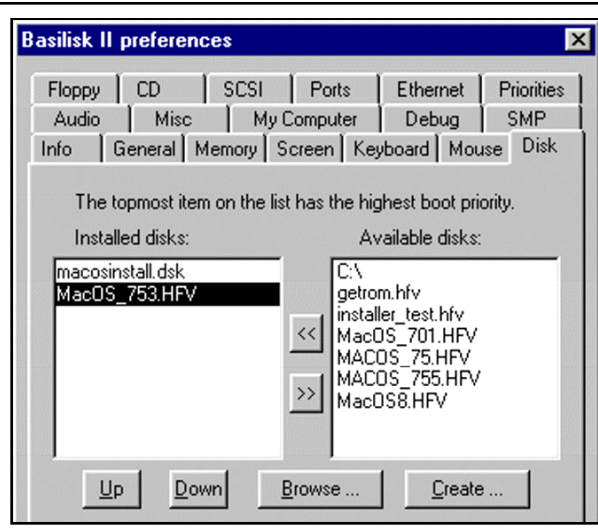 Basilisk II preferences
Floppy CD SCSI Ports Ethernet Priorities
Audio Misc My Computer Debug SMP
Info General Memory Screen Keyboard Mouse Disk
The topmost item on the list has the highest boot priority.
Installed disks:
macosinstall.dsk
MacOS_753.HFV
<<
>>
Available disks:
C:\
getrom.hfv
installer_test.hfv
MacOS_701.HFV
MACOS_75.HFV
MACOS_755.HFV
MacOS8.HFV
Up Down Browse ... Create ...